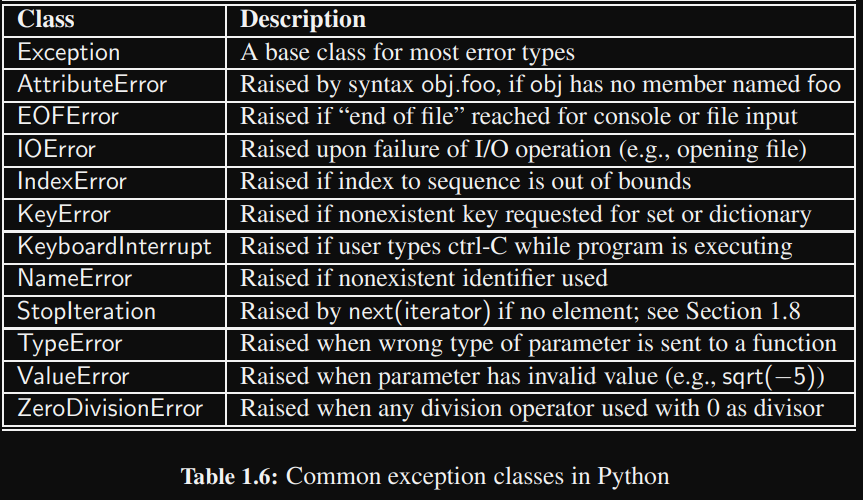 Class Description
Exception A base class for most error types
AttributeError Raised by syntax obj.foo, if obj has no member named foo
EOFError Raised if “end of file” reached for console or file input
IOError Raised upon failure of I/O operation (e.g., opening file)
IndexError Raised if index to sequence is out of bounds
KeyError Raised if nonexistent key requested for set or dictionary
KeyboardInterrupt Raised if user types ctrl-C while program is executing
NameError Raised if nonexistent identifier used
StopIteration Raised by next(iterator) if no element; see Section 1.8
TypeError Raised when wrong type of parameter is sent to a function
ValueError Raised when parameter has invalid value (e.g., sqrt(−5))
ZeroDivisionError Raised when any division operator used with 0 as divisor
Table 1.6: Common exception classes in Python